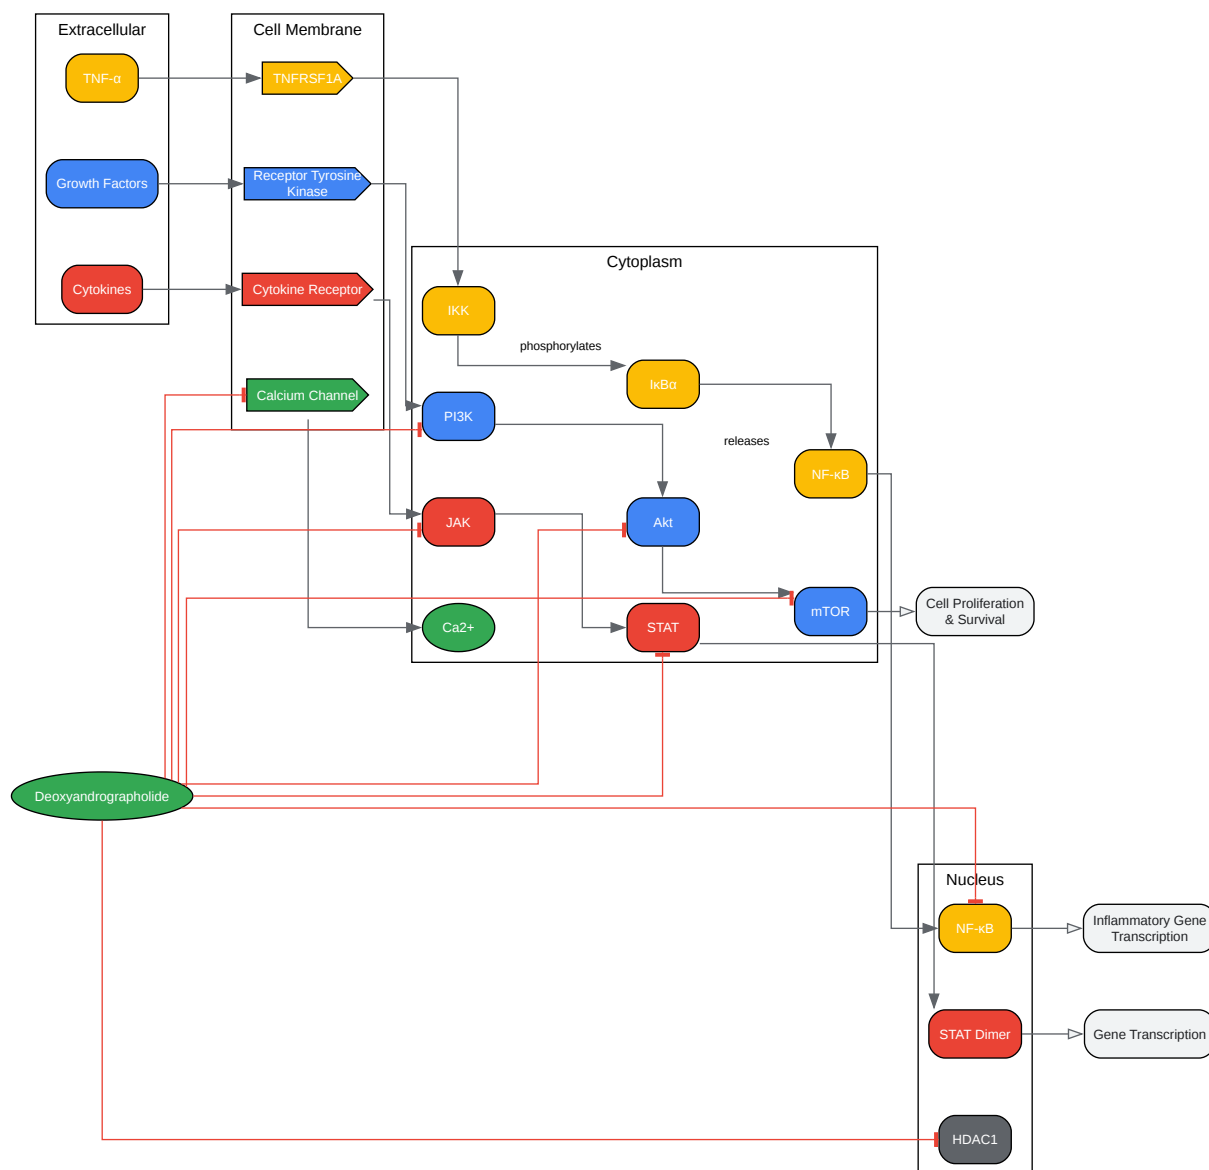 Extracellular
Cell Membrane
TNF-α
TNFRSF1A
Growth Factors
Receptor Tyrosine
Kinase
Cytoplasm
Cytokines
Cytokine Receptor
IKK
phosphorylates
IκBα
Calcium Channel
PI3K
releases
NF-κB
JAK
Akt
Ca2+
STAT
mTOR
Cell Proliferation
& Survival
Deoxyandrographolide
Nucleus
NF-κB
Inflammatory Gene
Transcription
STAT Dimer
Gene Transcription
HDAC1